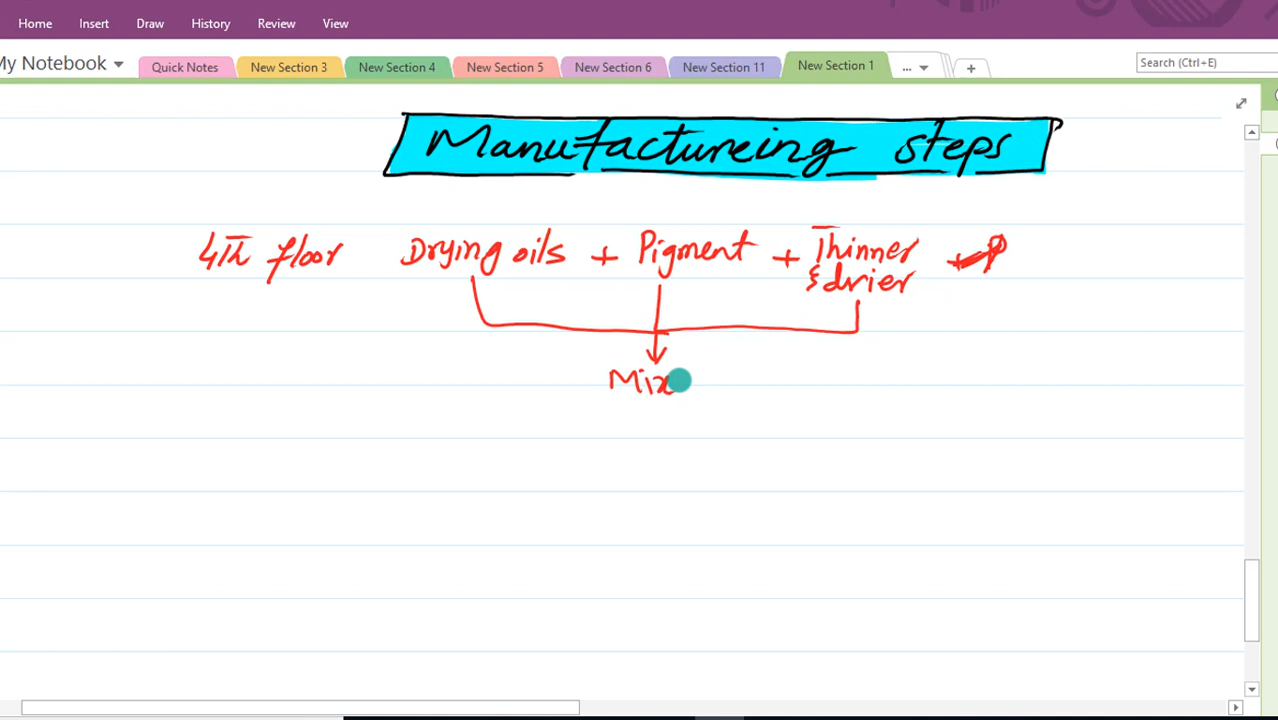 Home Insert Draw History Review View
My Notebook Quick Notes New Section 3 New Section 4 New Section 5 New Section 6 New Section 11 New Section 1 ... + Search (Ctrl+E)
Manufactureing steps
4Th floor Drying oils + Pigment + Thinner
& drier
Mix